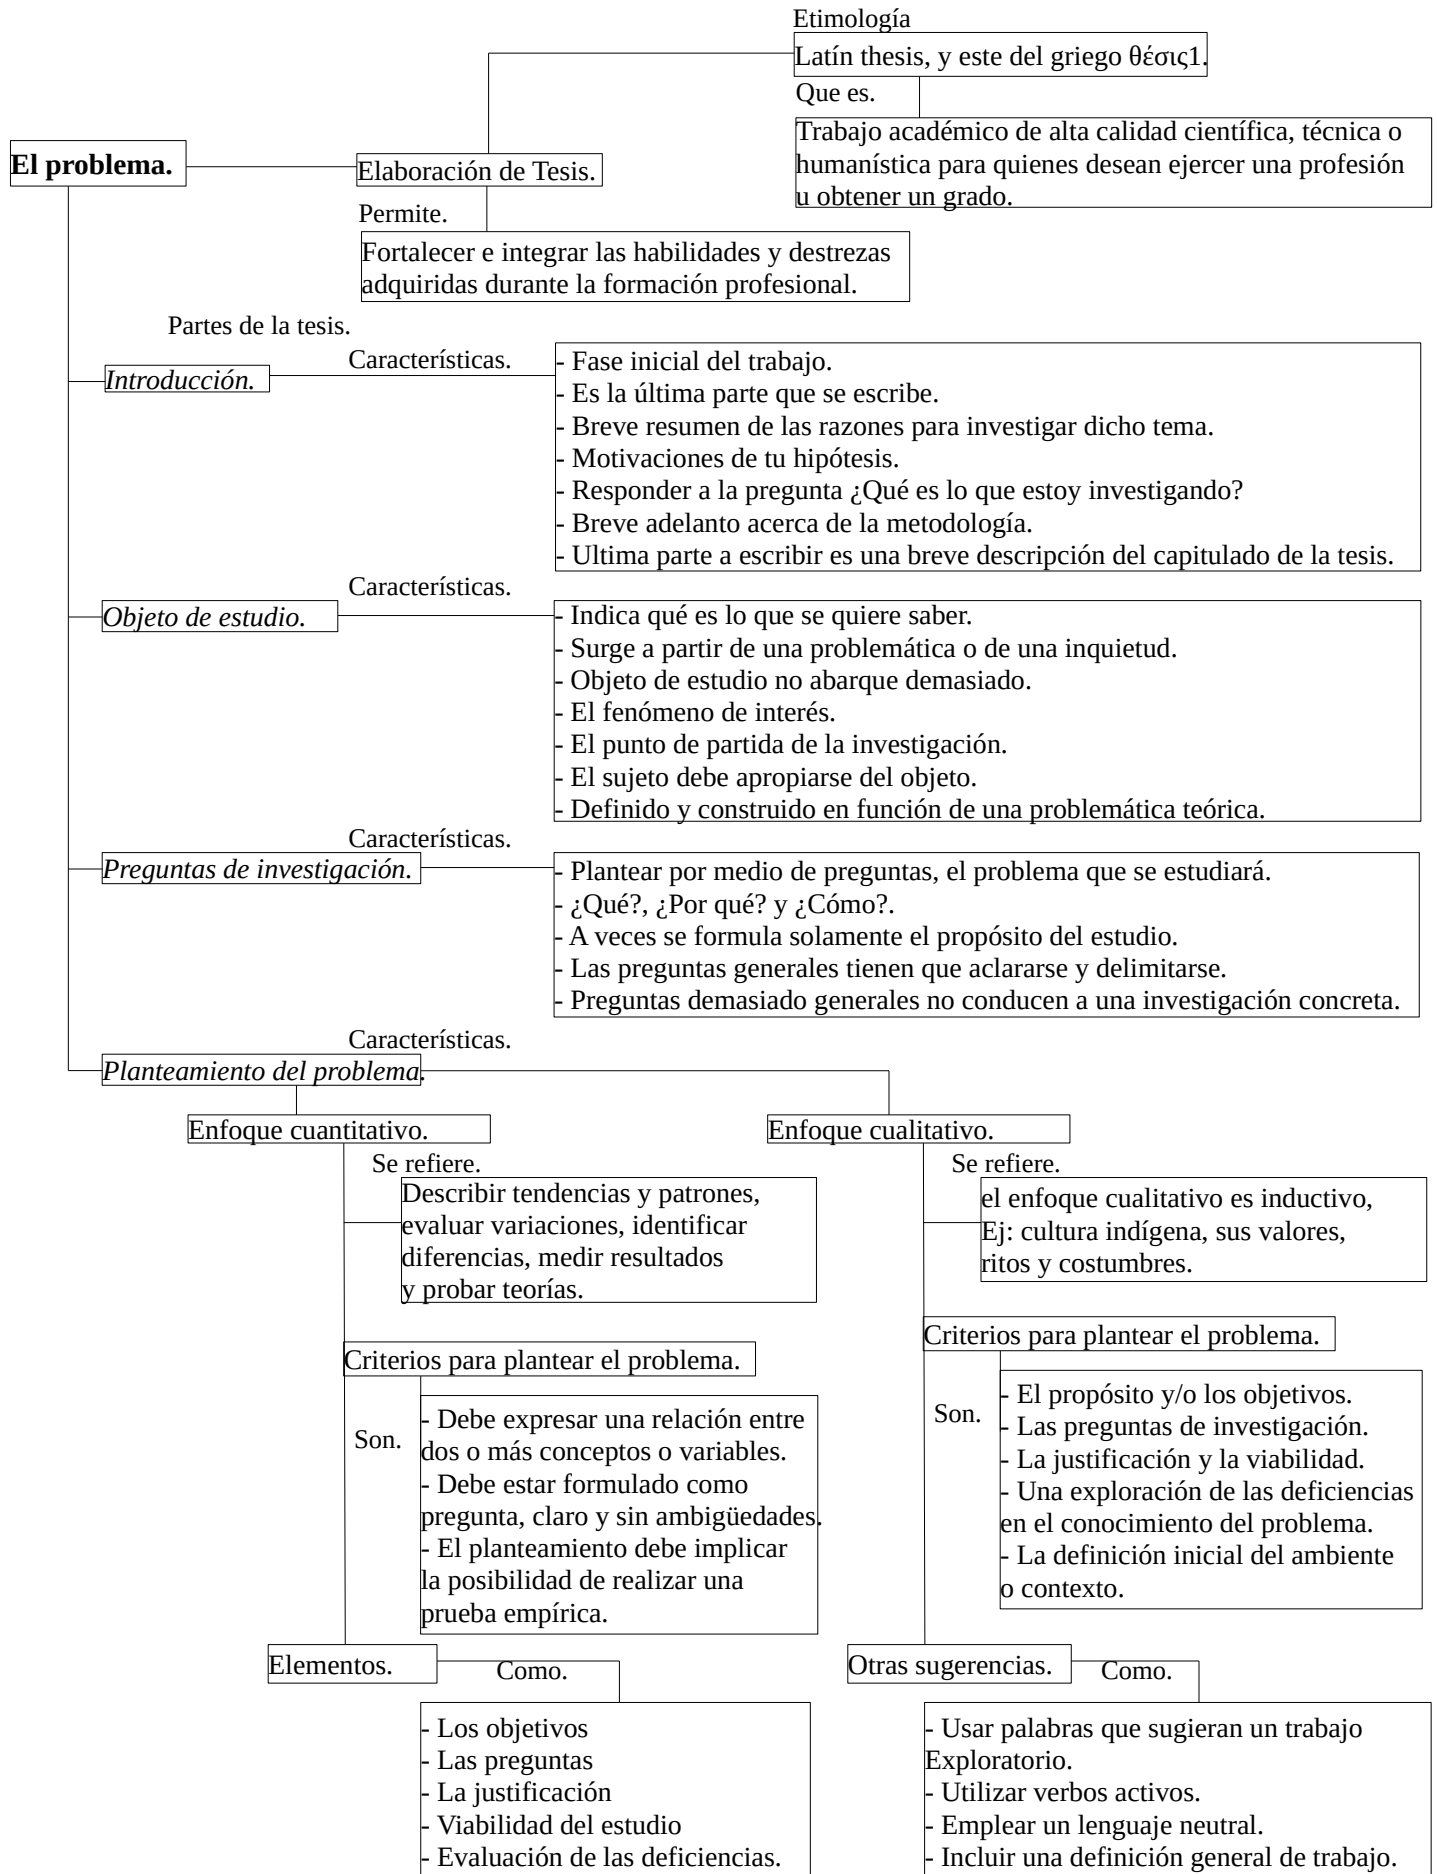 Etimología
Latín thesis, y este del griego θέσις1.
Que es.
Trabajo académico de alta calidad científica, técnica o
humanística para quienes desean ejercer una profesión
u obtener un grado.
El problema.
Elaboración de Tesis.
Permite.
Fortalecer e integrar las habilidades y destrezas
adquiridas durante la formación profesional.
Partes de la tesis.
Introducción.
Características.
- Fase inicial del trabajo.
- Es la última parte que se escribe.
- Breve resumen de las razones para investigar dicho tema.
- Motivaciones de tu hipótesis.
- Responder a la pregunta ¿Qué es lo que estoy investigando?
- Breve adelanto acerca de la metodología.
- Ultima parte a escribir es una breve descripción del capitulado de la tesis.
Características.
Objeto de estudio.
- Indica qué es lo que se quiere saber.
- Surge a partir de una problemática o de una inquietud.
- Objeto de estudio no abarque demasiado.
- El fenómeno de interés.
- El punto de partida de la investigación.
- El sujeto debe apropiarse del objeto.
- Definido y construido en función de una problemática teórica.
Características.
Preguntas de investigación.
- Plantear por medio de preguntas, el problema que se estudiará.
- ¿Qué?, ¿Por qué? y ¿Cómo?.
- A veces se formula solamente el propósito del estudio.
- Las preguntas generales tienen que aclararse y delimitarse.
- Preguntas demasiado generales no conducen a una investigación concreta.
Características.
Planteamiento del problema.
Enfoque cuantitativo.
Se refiere.
Describir tendencias y patrones,
evaluar variaciones, identificar
diferencias, medir resultados
y probar teorías.
Criterios para plantear el problema.
Son.
- Debe expresar una relación entre
dos o más conceptos o variables.
- Debe estar formulado como
pregunta, claro y sin ambigüedades.
- El planteamiento debe implicar
la posibilidad de realizar una
prueba empírica.
Elementos.
Como.
- Los objetivos
- Las preguntas
- La justificación
- Viabilidad del estudio
- Evaluación de las deficiencias.
Enfoque cualitativo.
Se refiere.
el enfoque cualitativo es inductivo,
Ej: cultura indígena, sus valores,
ritos y costumbres.
Criterios para plantear el problema.
Son.
- El propósito y/o los objetivos.
- Las preguntas de investigación.
- La justificación y la viabilidad.
- Una exploración de las deficiencias
en el conocimiento del problema.
- La definición inicial del ambiente
o contexto.
Otras sugerencias.
Como.
- Usar palabras que sugieran un trabajo
Exploratorio.
- Utilizar verbos activos.
- Emplear un lenguaje neutral.
- Incluir una definición general de trabajo.